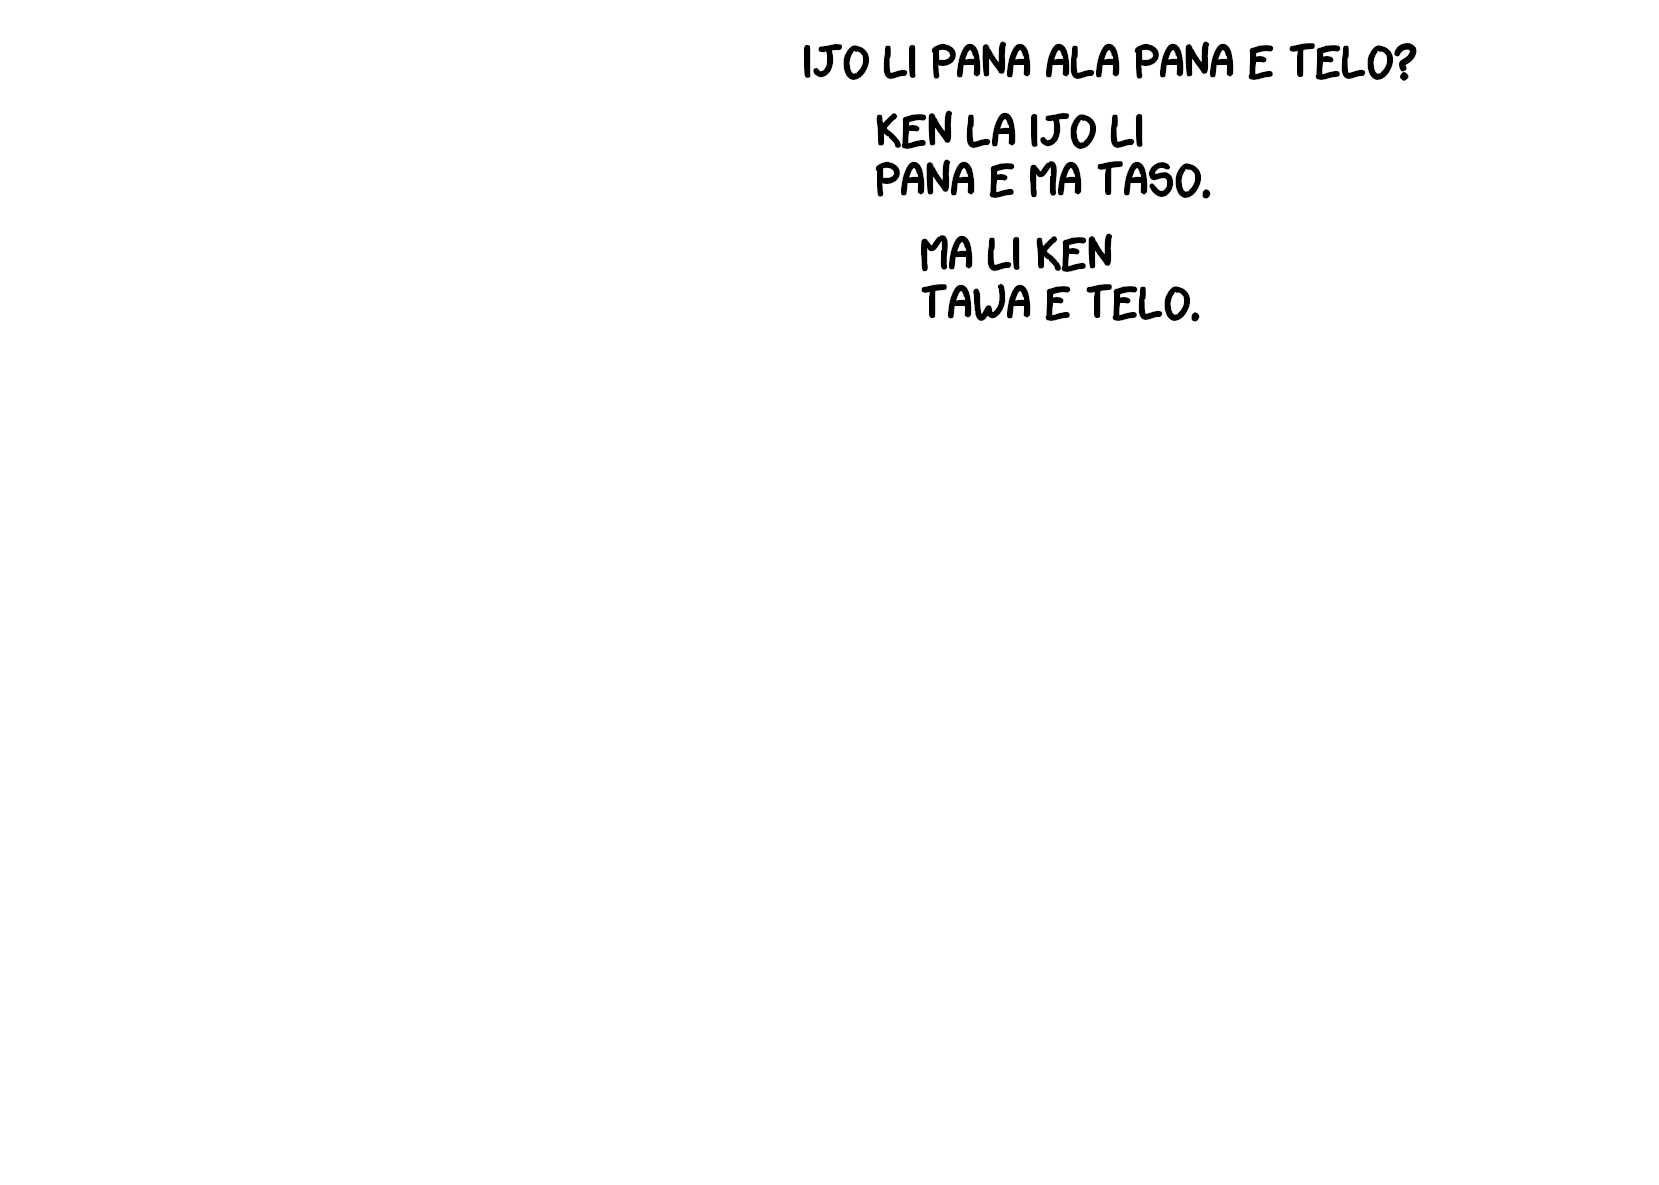 IJO LI PANA ALA PANA E TELO?
KEN LA IJO LI
PANA E MA TASO.
MA LI KEN
TAWA E TELO.